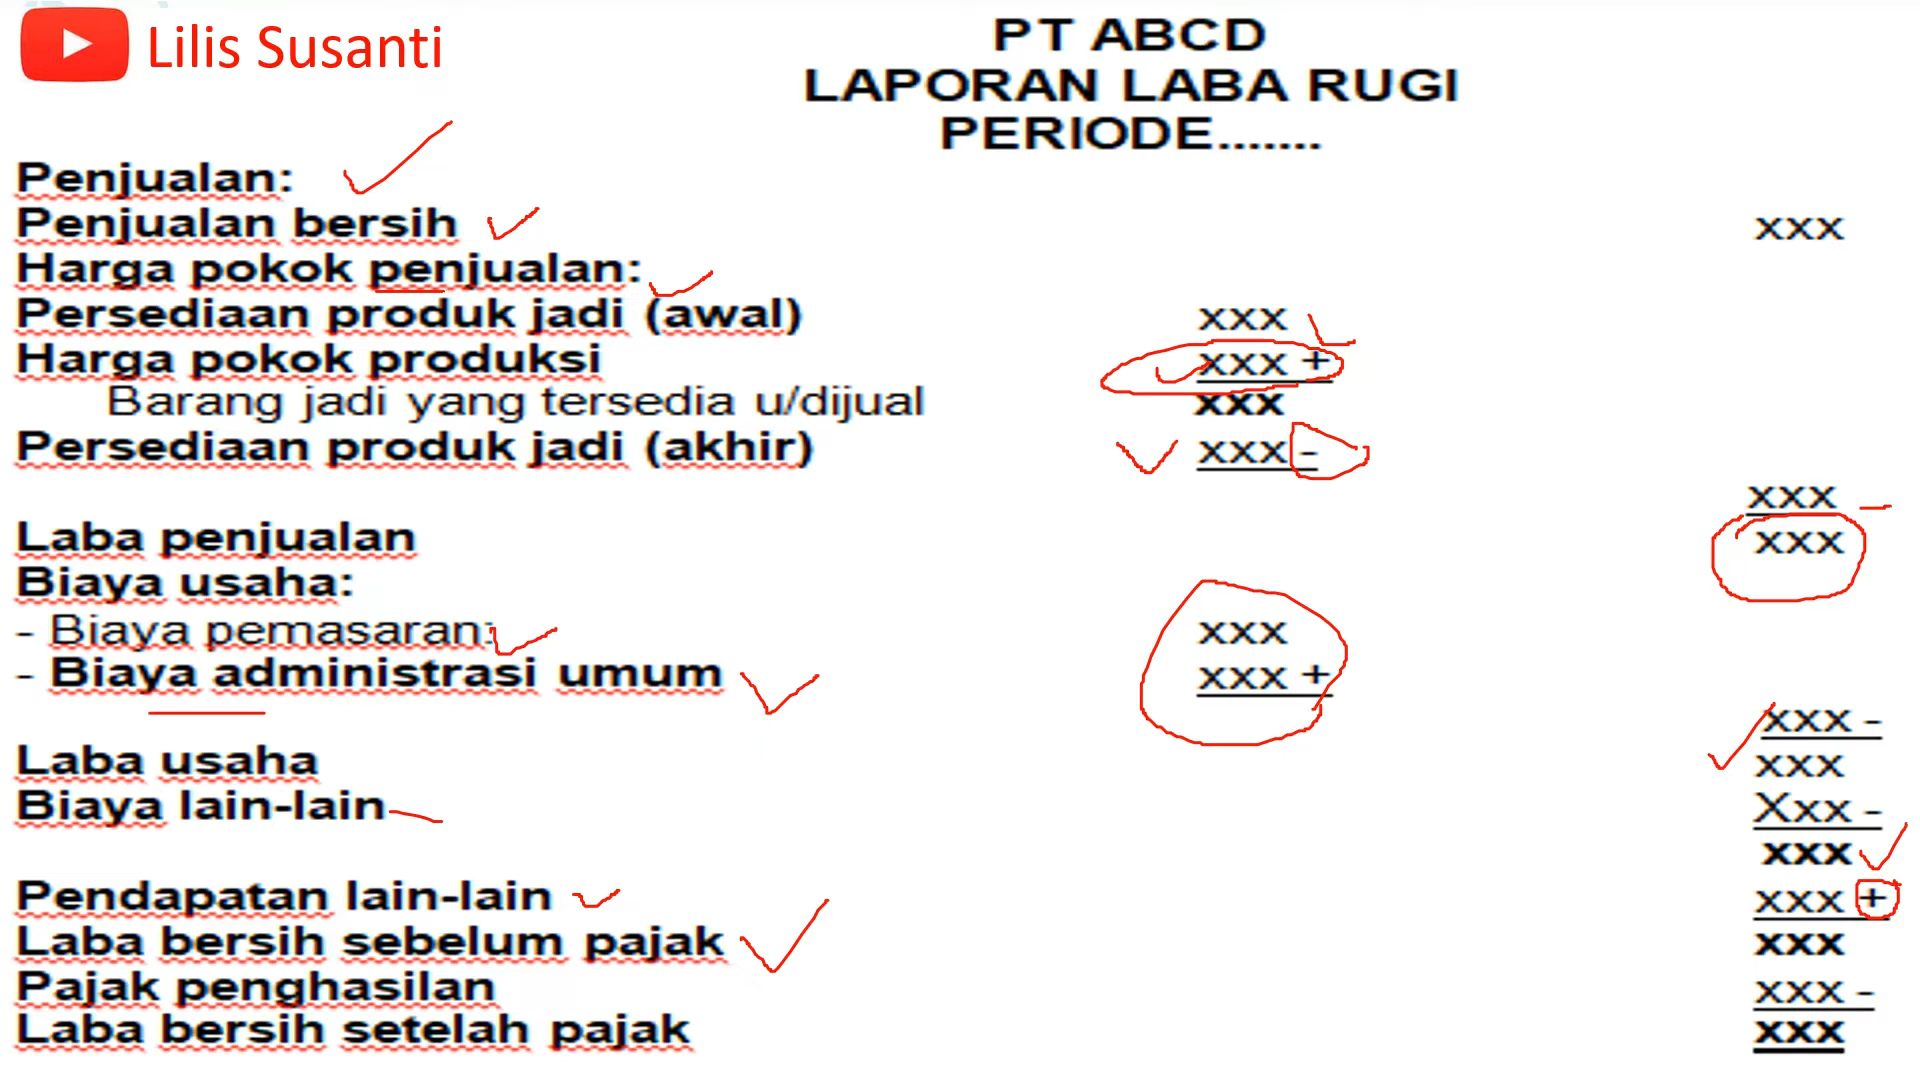 Lilis Susanti
PT ABCD
LAPORAN LABA RUGI
PERIODE.......
Penjualan:
Penjualan bersih xxx
Harga pokok penjualan:
Persediaan produk jadi (awal) xxx
Harga pokok produksi xxx +
Barang jadi yang tersedia u/dijual xxx
Persediaan produk jadi (akhir) xxx -
xxx
Laba penjualan xxx
Biaya usaha:
- Biaya pemasaran: xxx
- Biaya administrasi umum xxx +
xxx -
Laba usaha xxx
Biaya lain-lain Xxx -
xxx
Pendapatan lain-lain xxx +
Laba bersih sebelum pajak xxx
Pajak penghasilan xxx -
Laba bersih setelah pajak xxx